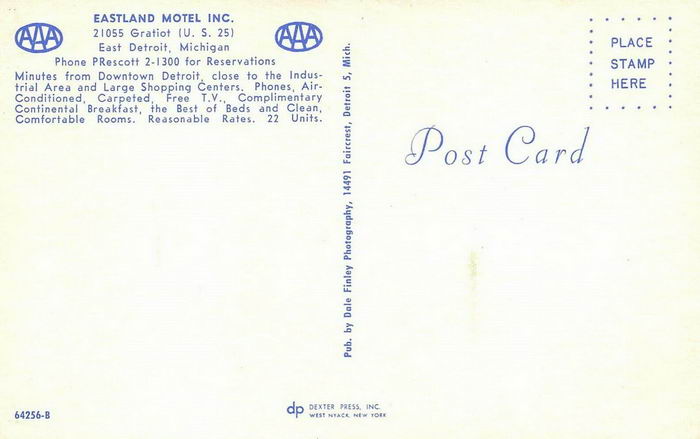 EASTLAND MOTEL INC.
21055 Gratiot (U. S. 25)
East Detroit, Michigan
Phone PRescott 2-1300 for Reservations
Minutes from Downtown Detroit, close to the Indus-
trial Area and Large Shopping Centers. Phones, Air-
Conditioned, Carpeted, Free T.V., Complimentary
Continental Breakfast, the Best of Beds and Clean,
Comfortable Rooms. Reasonable Rates. 22 Units.
AAA
AAA
Pub. by Dale Finley Photography, 14491 Faircrest, Detroit 5, Mich.
PLACE
STAMP
HERE
Post Card
64256-B
dp DEXTER PRESS, INC.
WEST NYACK, NEW YORK